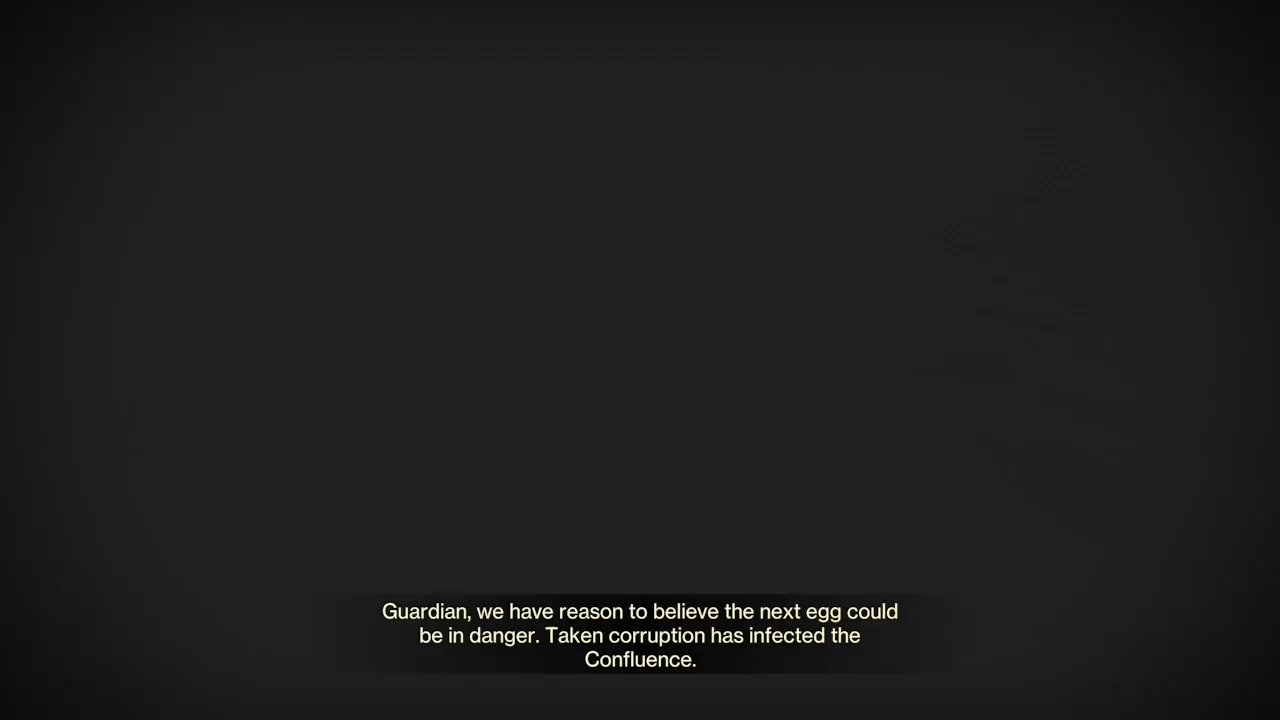 Guardian, we have reason to believe the next egg could
be in danger. Taken corruption has infected the
Confluence.